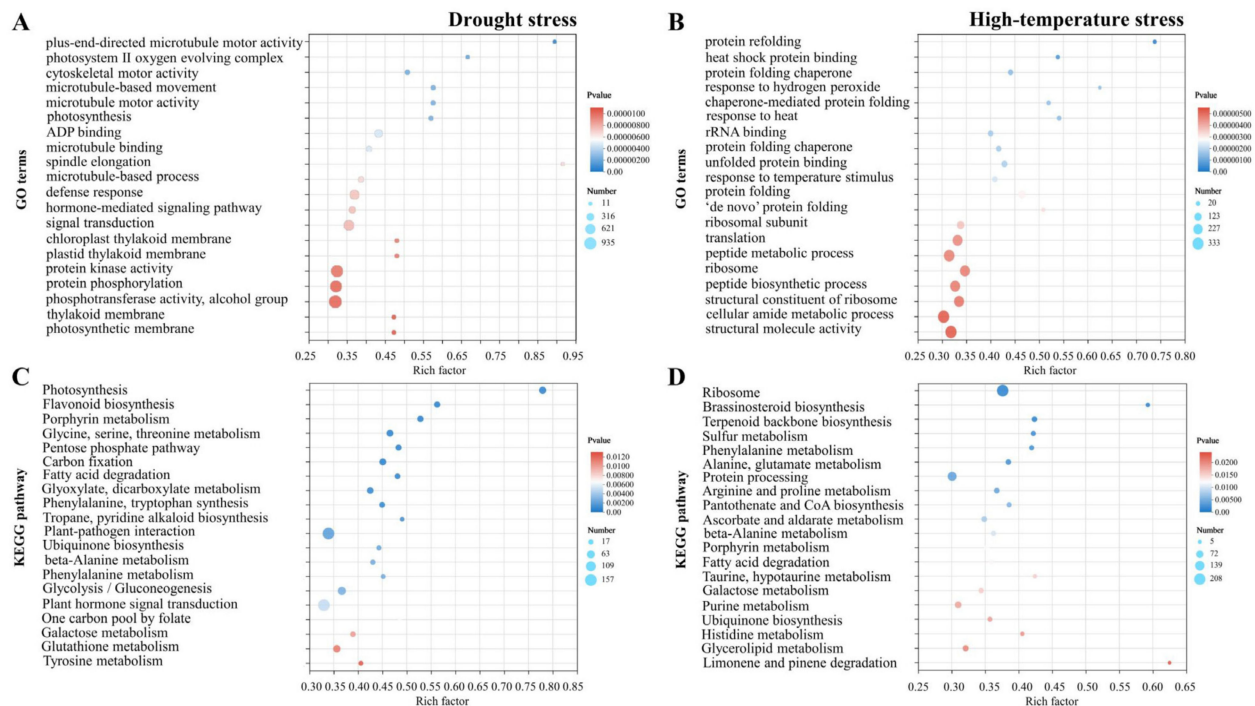 A
Drought stress
GO terms
plus-end-directed microtubule motor activity
photosystem II oxygen evolving complex
cytoskeletal motor activity
microtubule-based movement
microtubule motor activity
photosynthesis
ADP binding
microtubule binding
spindle elongation
microtubule-based process
defense response
hormone-mediated signaling pathway
signal transduction
chloroplast thylakoid membrane
plastid thylakoid membrane
protein kinase activity
protein phosphorylation
phosphotransferase activity, alcohol group
thylakoid membrane
photosynthetic membrane
0.25 0.35 0.45 0.55 0.65 0.75 0.85 0.95
Rich factor
Pvalue
0.0000100
0.00000800
0.00000600
0.00000400
0.00000200
0.00
Number
11
316
621
935
B
High-temperature stress
GO terms
protein refolding
heat shock protein binding
protein folding chaperone
response to hydrogen peroxide
chaperone-mediated protein folding
response to heat
rRNA binding
protein folding chaperone
unfolded protein binding
response to temperature stimulus
protein folding
‘de novo’ protein folding
ribosomal subunit
translation
peptide metabolic process
ribosome
peptide biosynthetic process
structural constituent of ribosome
cellular amide metabolic process
structural molecule activity
0.25 0.30 0.35 0.40 0.45 0.50 0.55 0.60 0.65 0.70 0.75 0.80
Rich factor
Pvalue
0.00000500
0.00000400
0.00000300
0.00000200
0.00000100
0.00
Number
20
123
227
333
C
KEGG pathway
Photosynthesis
Flavonoid biosynthesis
Porphyrin metabolism
Glycine, serine, threonine metabolism
Pentose phosphate pathway
Carbon fixation
Fatty acid degradation
Glyoxylate, dicarboxylate metabolism
Phenylalanine, tryptophan synthesis
Tropane, pyridine alkaloid biosynthesis
Plant-pathogen interaction
Ubiquinone biosynthesis
beta-Alanine metabolism
Phenylalanine metabolism
Glycolysis / Gluconeogenesis
Plant hormone signal transduction
One carbon pool by folate
Galactose metabolism
Glutathione metabolism
Tyrosine metabolism
0.30 0.35 0.40 0.45 0.50 0.55 0.60 0.65 0.70 0.75 0.80 0.85
Rich factor
Pvalue
0.0120
0.0100
0.00800
0.00600
0.00400
0.00200
0.00
Number
17
63
109
157
D
KEGG pathway
Ribosome
Brassinosteroid biosynthesis
Terpenoid backbone biosynthesis
Sulfur metabolism
Phenylalanine metabolism
Alanine, glutamate metabolism
Protein processing
Arginine and proline metabolism
Pantothenate and CoA biosynthesis
Ascorbate and aldarate metabolism
beta-Alanine metabolism
Porphyrin metabolism
Fatty acid degradation
Taurine, hypotaurine metabolism
Galactose metabolism
Purine metabolism
Ubiquinone biosynthesis
Histidine metabolism
Glycerolipid metabolism
Limonene and pinene degradation
0.25 0.30 0.35 0.40 0.45 0.50 0.55 0.60 0.65
Rich factor
Pvalue
0.0200
0.0150
0.0100
0.00500
0.00
Number
5
72
139
208